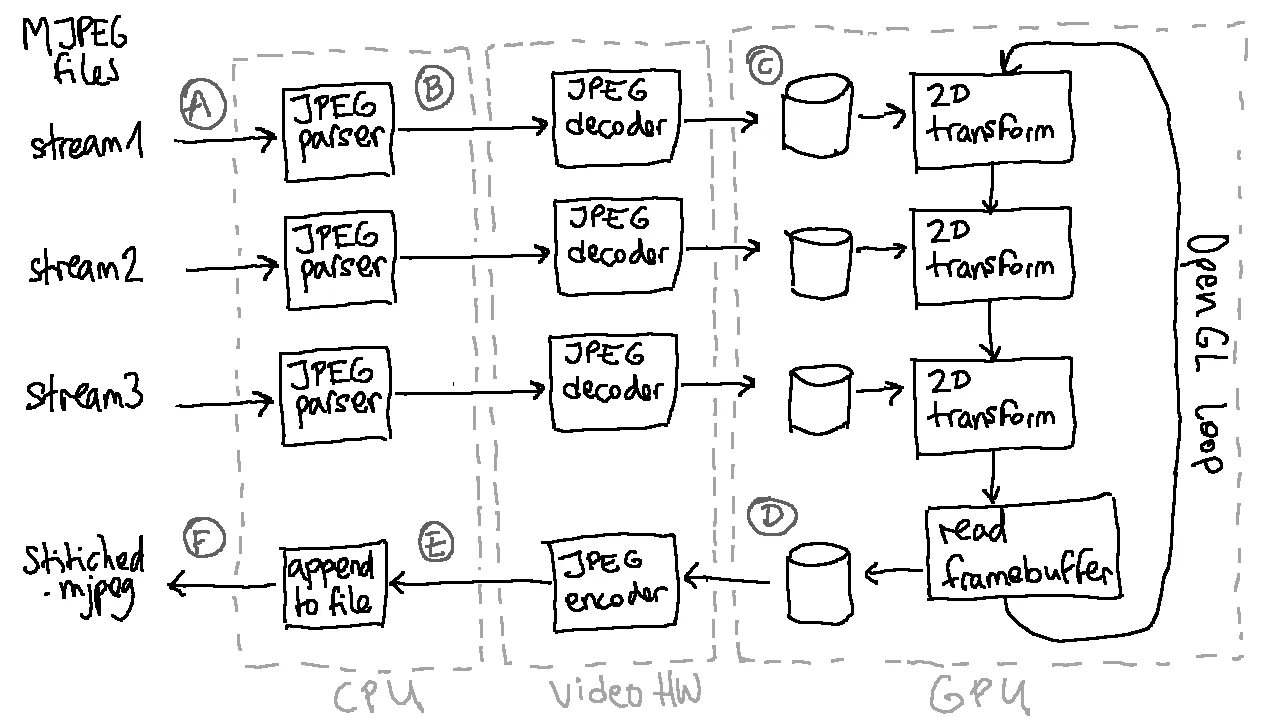 MJPEG
files
A
B
C
stream1
JPEG
parser
JPEG
decoder
2D
transform
stream2
JPEG
parser
JPEG
decoder
2D
transform
stream3
JPEG
parser
JPEG
decoder
2D
transform
OpenGL Loop
F
E
D
Stitiched
.mjpeg
append
to file
JPEG
encoder
read
framebuffer
CPU
Video HW
GPU